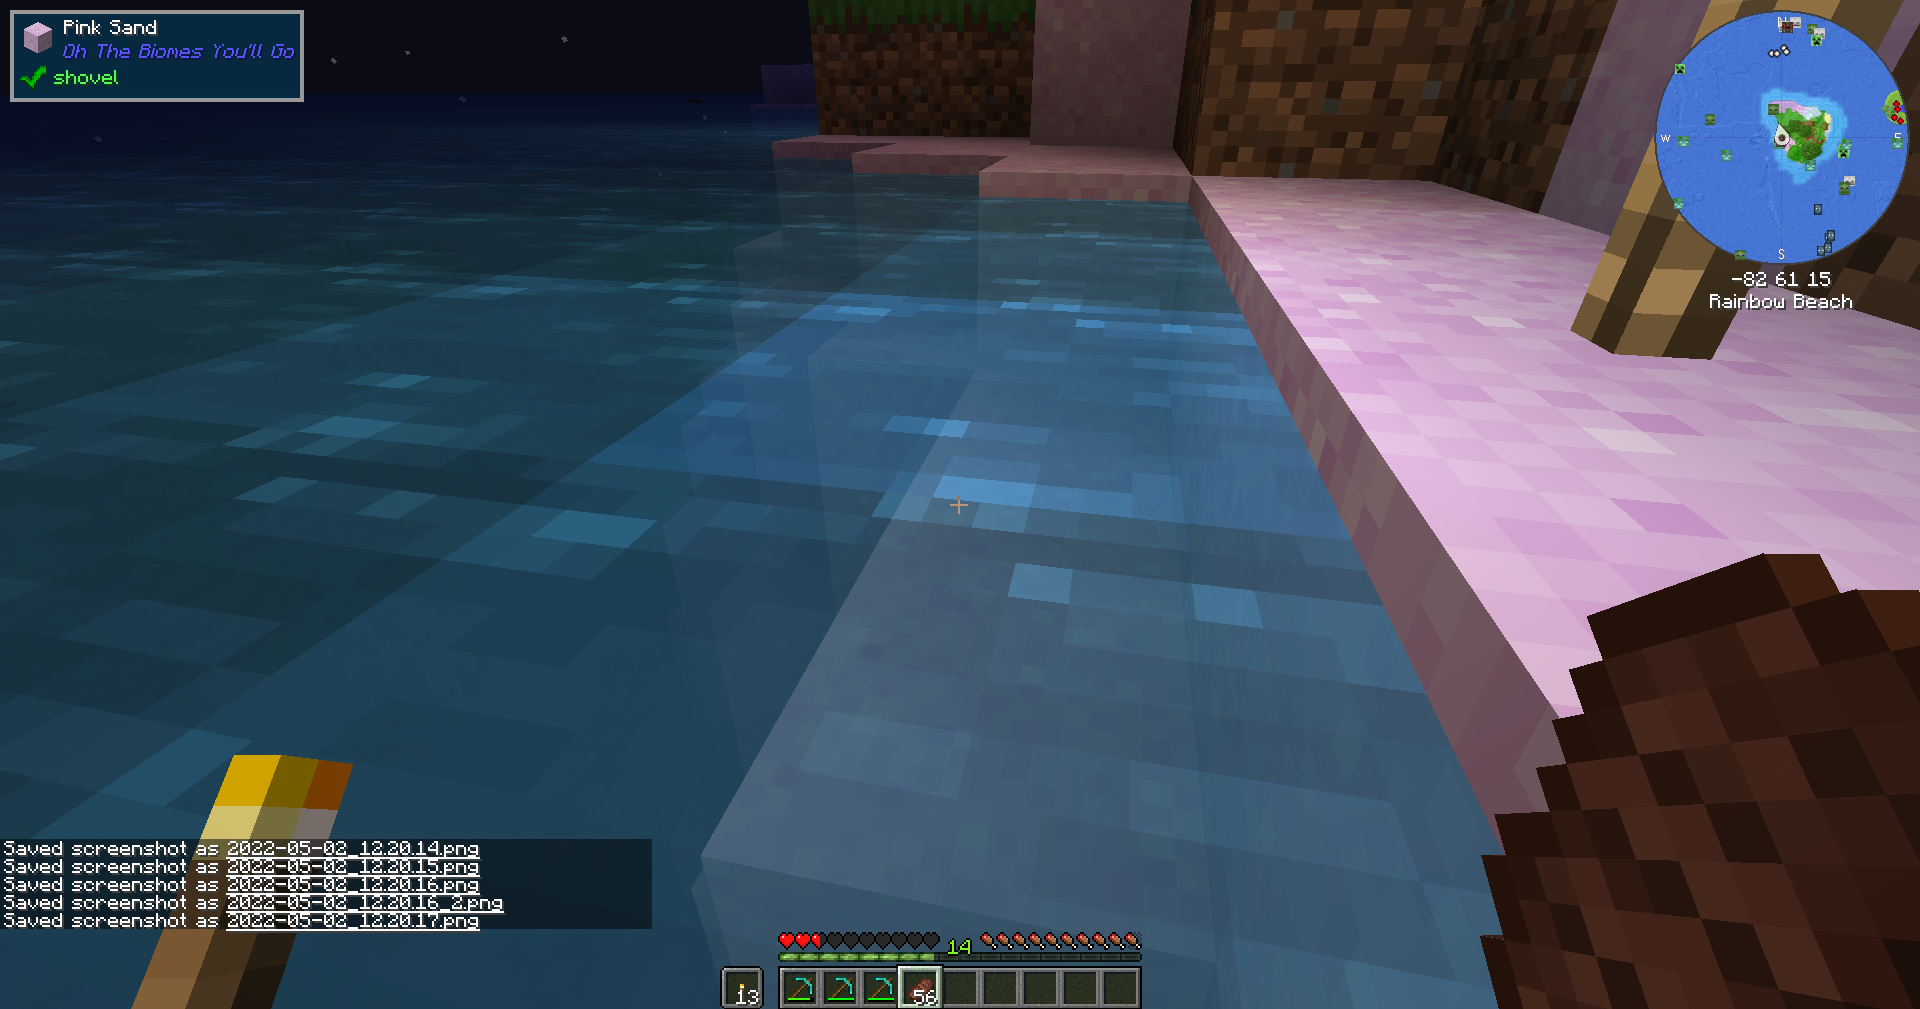 Pink Sand
Oh The Biomes You'll Go
shovel
N
W
E
S
-82 61 15
Rainbow Beach
Saved screenshot as 2022-05-02_12.20.14.png
Saved screenshot as 2022-05-02_12.20.15.png
Saved screenshot as 2022-05-02_12.20.16.png
Saved screenshot as 2022-05-02_12.20.16_2.png
Saved screenshot as 2022-05-02_12.20.17.png
14
13
56